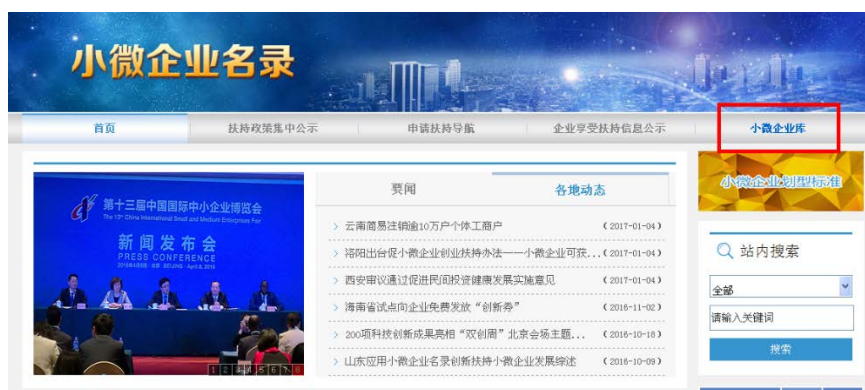 小微企业名录
首页
扶持政策集中公示
申请扶持导航
企业享受扶持信息公示
小微企业库
第十三届中国国际中小企业博览会
The 13th China International Small and Medium Enterprises Fair
新闻发布会
PRESS CONFERENCE
1 2 3 4 5 6 7 8
要闻
各地动态
> 云南简易注销逾10万户个体工商户 (2017-01-04)
> 洛阳出台促小微企业创业扶持办法——小微企业可获... (2017-01-04)
> 西安审议通过促进民间投资健康发展实施意见 (2017-01-04)
> 海南省试点向企业免费发放“创新券” (2016-11-02)
> 200项科技创新成果亮相“双创周”北京会场主题... (2016-10-18)
> 山东应用小微企业名录创新扶持小微企业发展综述 (2016-10-09)
小微企业划型标准
站内搜索
全部
请输入关键词
搜索